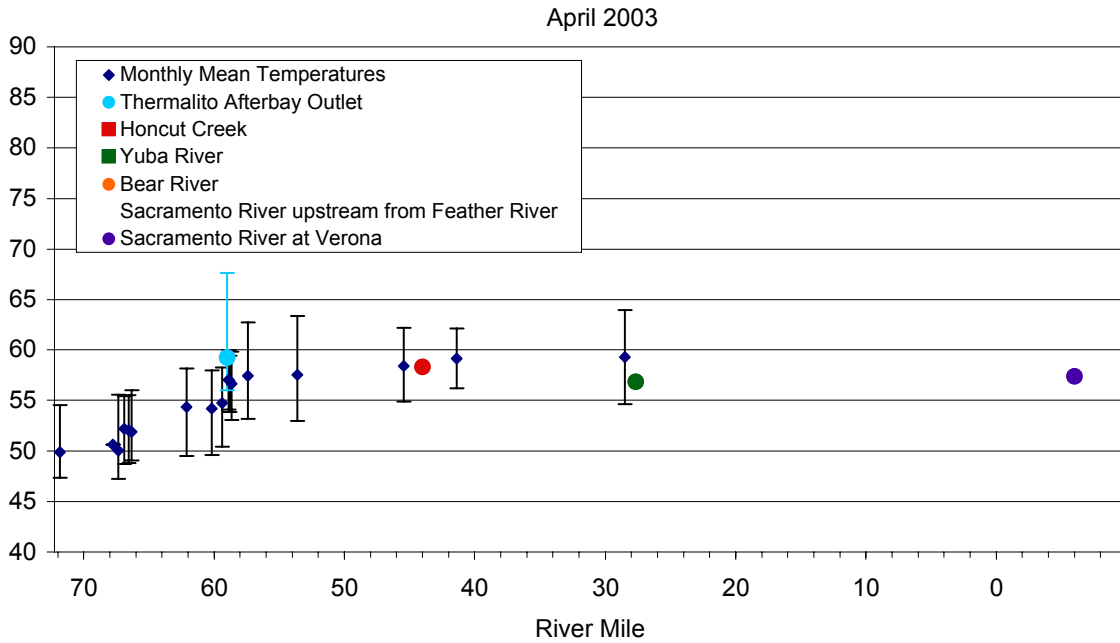 April 2003
90
85
80
75
70
65
60
55
50
45
40
Monthly Mean Temperatures
Thermalito Afterbay Outlet
Honcut Creek
Yuba River
Bear River
Sacramento River upstream from Feather River
Sacramento River at Verona
70 60 50 40 30 20 10 0
River Mile